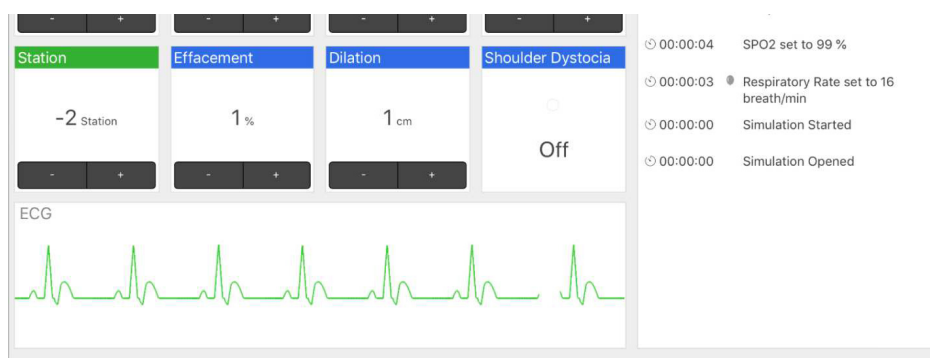 - + - + - + - +
Station Effacement Dilation Shoulder Dystocia
-2 Station 1 % 1 cm
Off
- + - + - +
ECG
00:00:04 SPO2 set to 99 %
00:00:03 Respiratory Rate set to 16
breath/min
00:00:00 Simulation Started
00:00:00 Simulation Opened